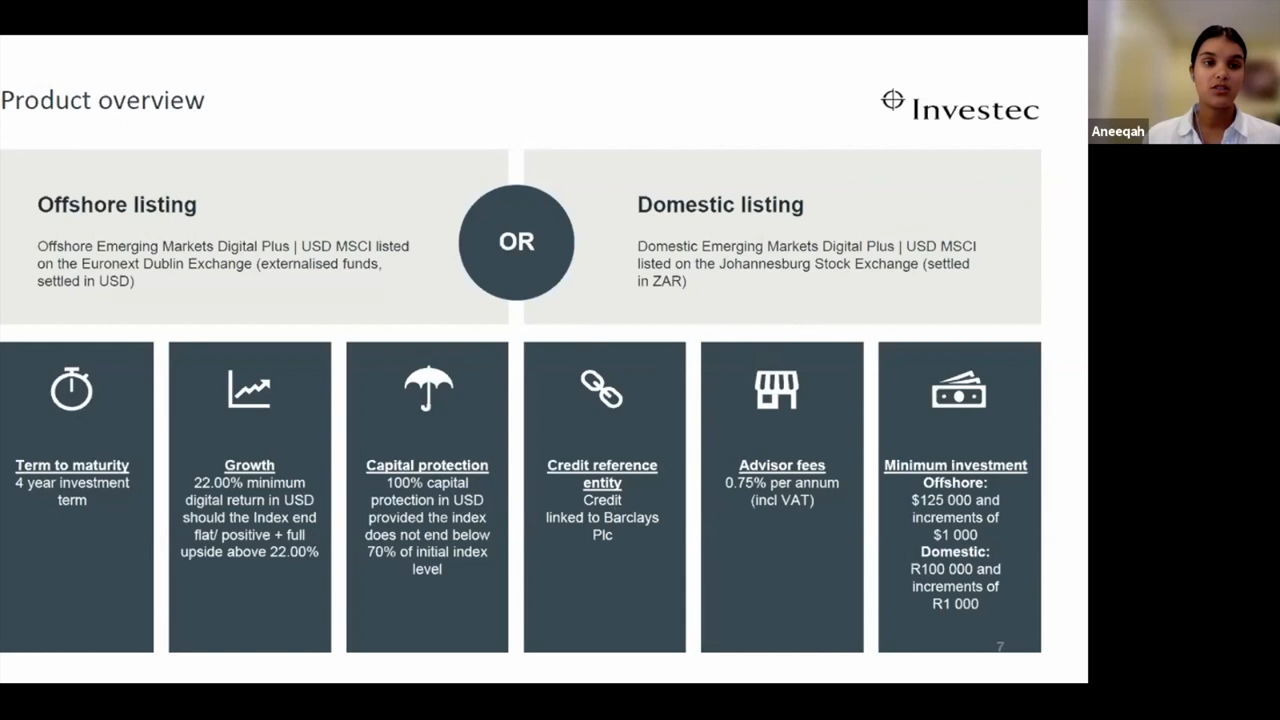 Product overview
Investec
Aneeqah
Offshore listing
Offshore Emerging Markets Digital Plus | USD MSCI listed
on the Euronext Dublin Exchange (externalised funds,
settled in USD)
OR
Domestic listing
Domestic Emerging Markets Digital Plus | USD MSCI
listed on the Johannesburg Stock Exchange (settled
in ZAR)
Term to maturity
4 year investment
term
Growth
22.00% minimum
digital return in USD
should the Index end
flat/ positive + full
upside above 22.00%
Capital protection
100% capital
protection in USD
provided the index
does not end below
70% of initial index
level
Credit reference
entity
Credit
linked to Barclays
Plc
Advisor fees
0.75% per annum
(incl VAT)
Minimum investment
Offshore:
$125 000 and
increments of
$1 000
Domestic:
R100 000 and
increments of
R1 000
7